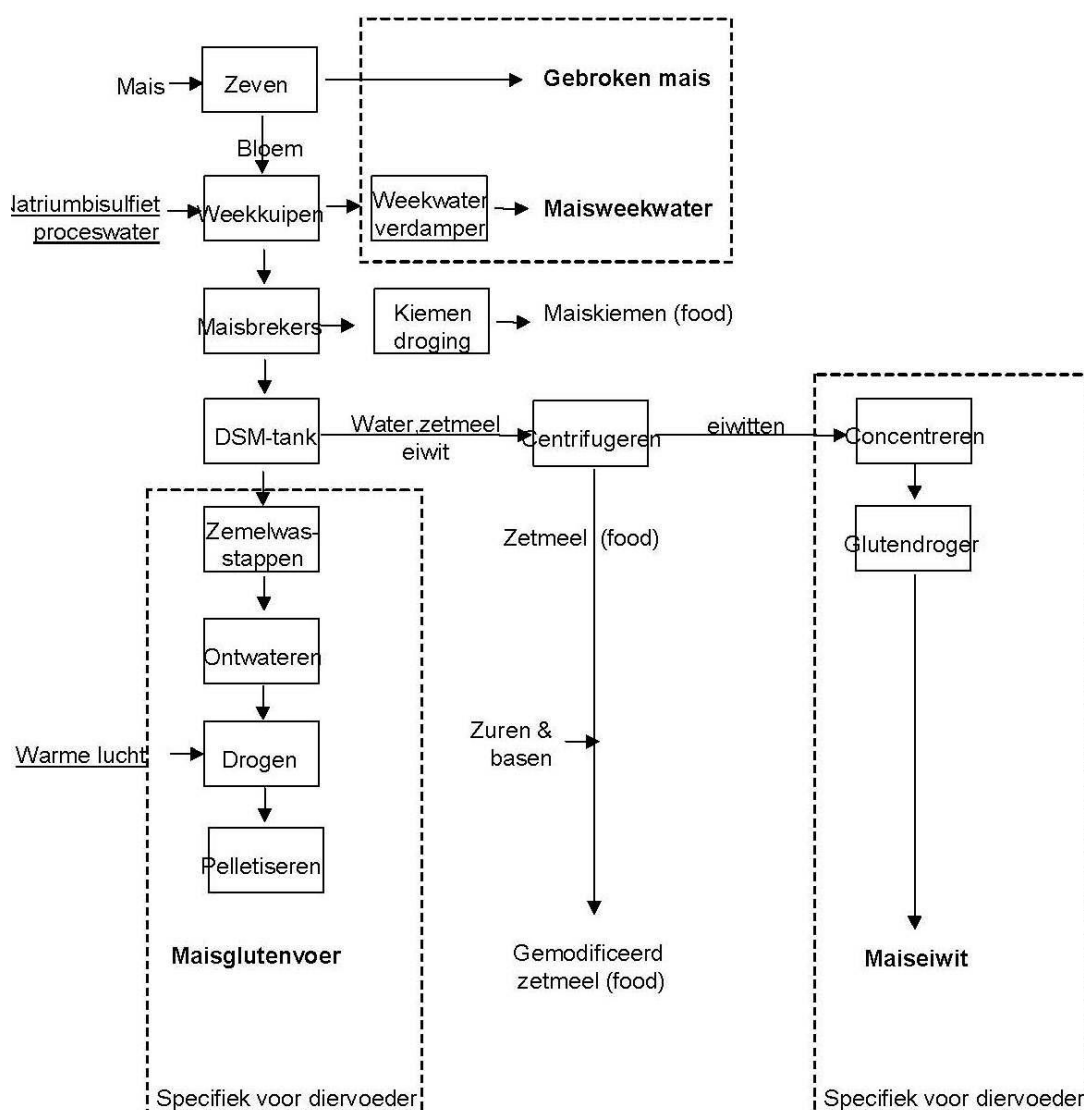 Mais
Zeven
Gebroken mais
Bloem
Natriumbisulfiet
proceswater
Weekkuipen
Weekwater
verdamper
Maisweekwater
Maisbrekers
Kiemen
droging
Maiskiemen (food)
DSM-tank
Water,zetmeel
eiwit
Centrifugeren
eiwitten
Concentreren
Zemelwas-
stappen
Zetmeel (food)
Glutendroger
Ontwateren
Warme lucht
Drogen
Zuren &
basen
Pelletiseren
Maisglutenvoer
Gemodificeerd
zetmeel (food)
Maiseiwit
Specifiek voor diervoeder
Specifiek voor diervoeder